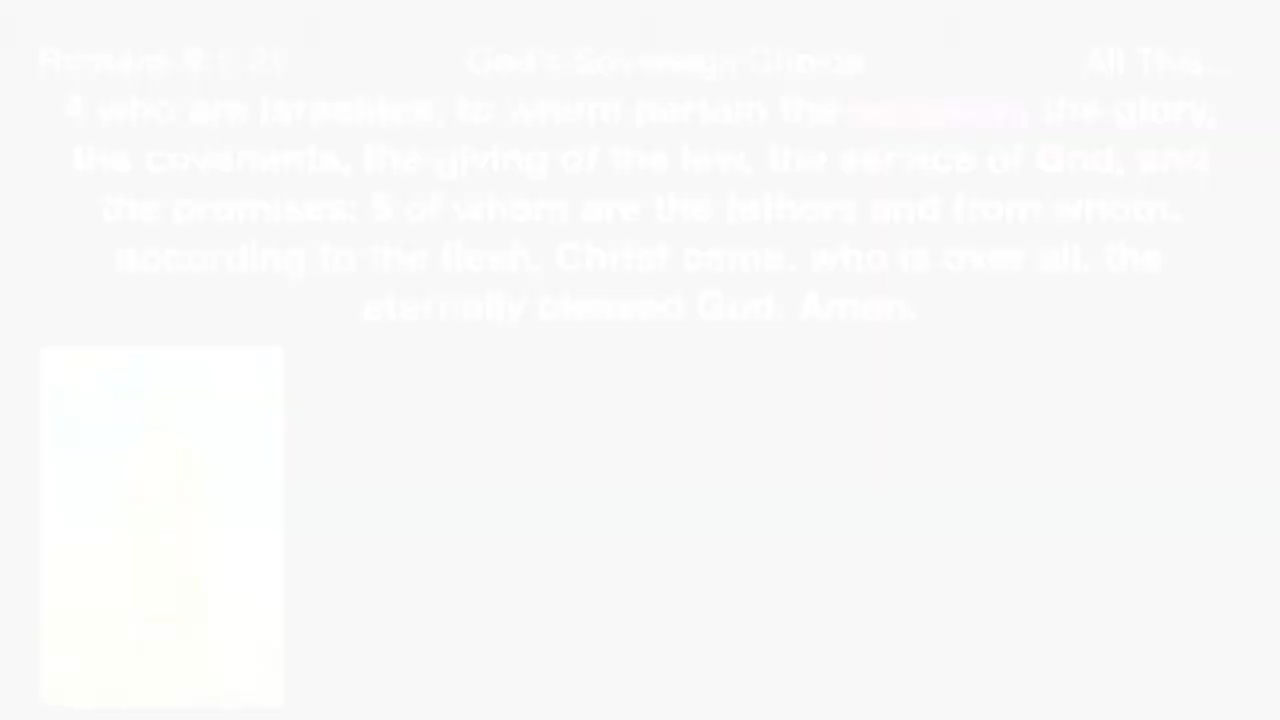 Romans 9:1-21 God's Sovereign Choice All This...
4 who are Israelites, to whom pertain the adoption, the glory,
the covenants, the giving of the law, the service of God, and
the promises; 5 of whom are the fathers and from whom,
according to the flesh, Christ came, who is over all, the
eternally blessed God. Amen.